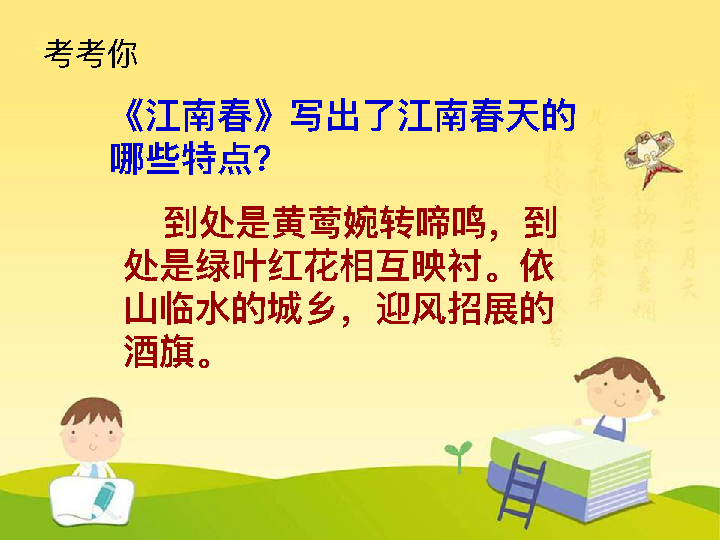 考考你
《江南春》写出了江南春天的
哪些特点?
到处是黄莺婉转啼鸣，到
处是绿叶红花相互映衬。依
山临水的城乡，迎风招展的
酒旗。